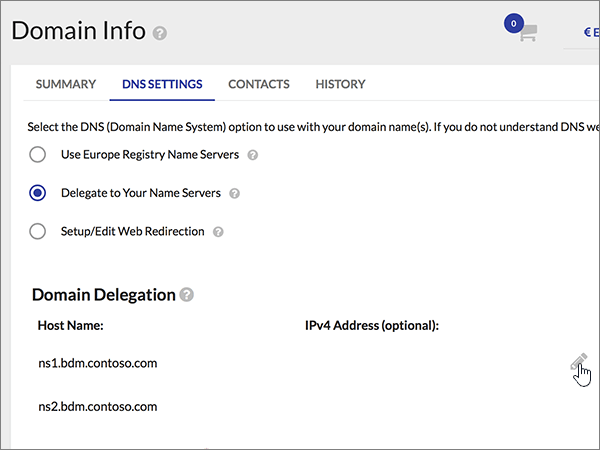 Domain Info ?
0
€ E
SUMMARY DNS SETTINGS CONTACTS HISTORY
Select the DNS (Domain Name System) option to use with your domain name(s). If you do not understand DNS we
Use Europe Registry Name Servers ?
Delegate to Your Name Servers ?
Setup/Edit Web Redirection ?
Domain Delegation ?
Host Name: IPv4 Address (optional):
ns1.bdm.contoso.com
ns2.bdm.contoso.com